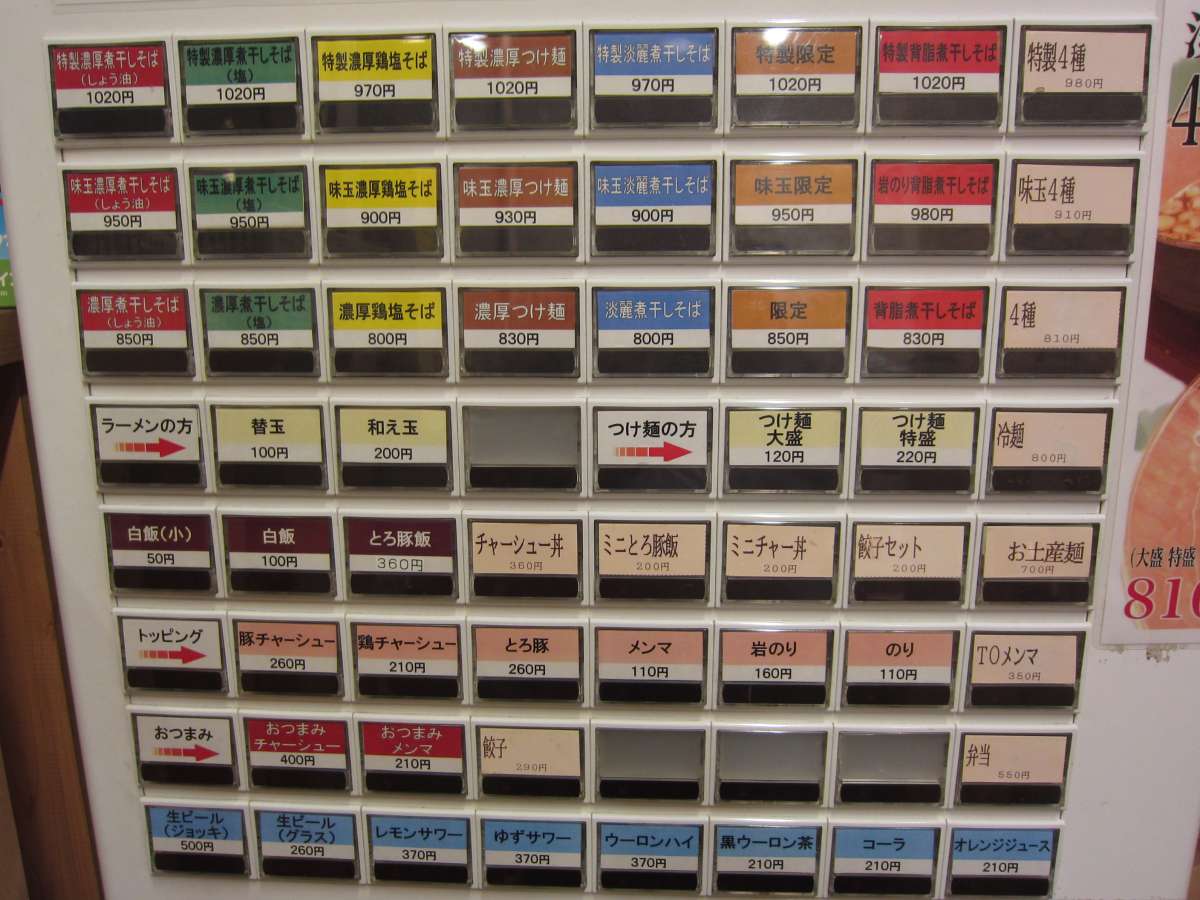 特製濃厚煮干しそば
(しょう油)
1020円
特製濃厚煮干しそば
(塩)
1020円
特製濃厚鶏塩そば
970円
特製濃厚つけ麺
1020円
特製淡麗煮干しそば
970円
特製限定
1020円
特製背脂煮干しそば
1020円
特製4種
980円
味玉濃厚煮干しそば
(しょう油)
950円
味玉濃厚煮干しそば
(塩)
950円
味玉濃厚鶏塩そば
900円
味玉濃厚つけ麺
930円
味玉淡麗煮干しそば
900円
味玉限定
950円
岩のり背脂煮干しそば
980円
味玉4種
910円
濃厚煮干しそば
(しょう油)
850円
濃厚煮干しそば
(塩)
850円
濃厚鶏塩そば
800円
濃厚つけ麺
830円
淡麗煮干しそば
800円
限定
850円
背脂煮干しそば
830円
4種
810円
ラーメンの方
替玉
100円
和え玉
200円
つけ麺の方
つけ麺
大盛
120円
つけ麺
特盛
220円
冷麺
800円
白飯(小)
50円
白飯
100円
とろ豚飯
360円
チャーシュー丼
360円
ミニとろ豚飯
200円
ミニチャー丼
200円
餃子セット
200円
お土産麺
700円
トッピング
豚チャーシュー
260円
鶏チャーシュー
210円
とろ豚
260円
メンマ
110円
岩のり
160円
のり
110円
TOメンマ
350円
おつまみ
おつまみ
チャーシュー
400円
おつまみ
メンマ
210円
餃子
290円
弁当
550円
生ビール
(ジョッキ)
500円
生ビール
(グラス)
260円
レモンサワー
370円
ゆずサワー
370円
ウーロンハイ
370円
黒ウーロン茶
210円
コーラ
210円
オレンジジュース
210円
4
(大盛 特盛
810